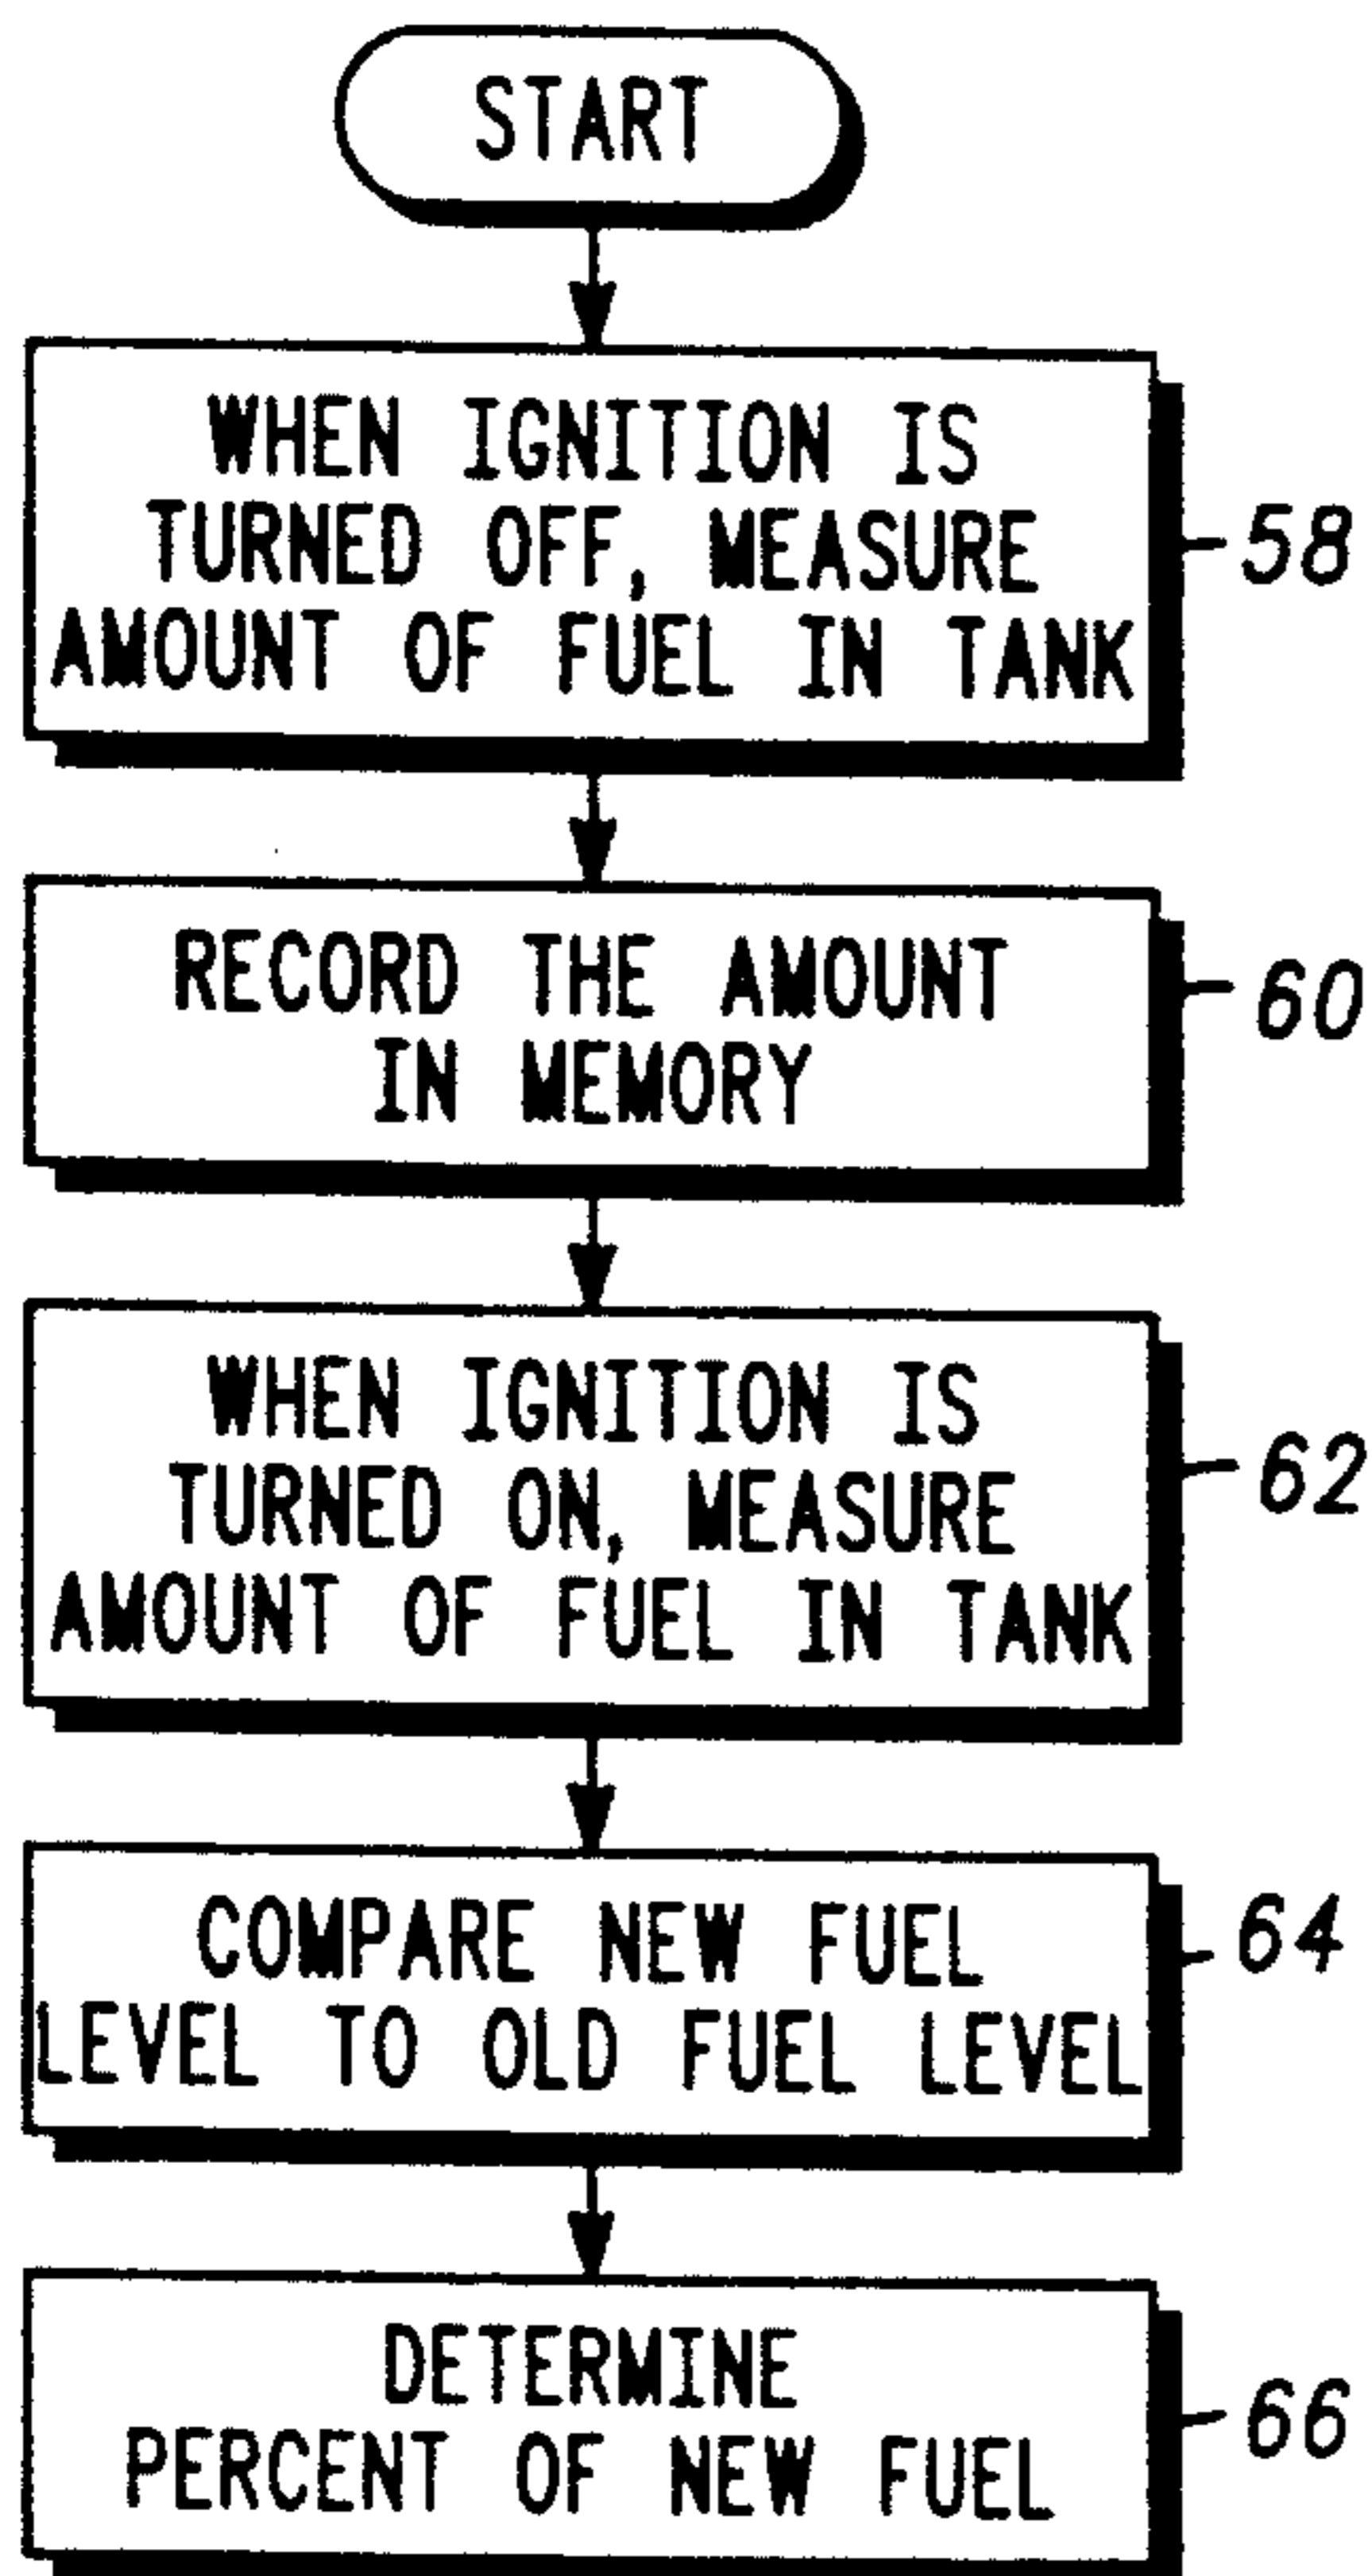 START
WHEN IGNITION IS
TURNED OFF, MEASURE
AMOUNT OF FUEL IN TANK
58
RECORD THE AMOUNT
IN MEMORY
60
WHEN IGNITION IS
TURNED ON, MEASURE
AMOUNT OF FUEL IN TANK
62
COMPARE NEW FUEL
LEVEL TO OLD FUEL LEVEL
64
DETERMINE
PERCENT OF NEW FUEL
66